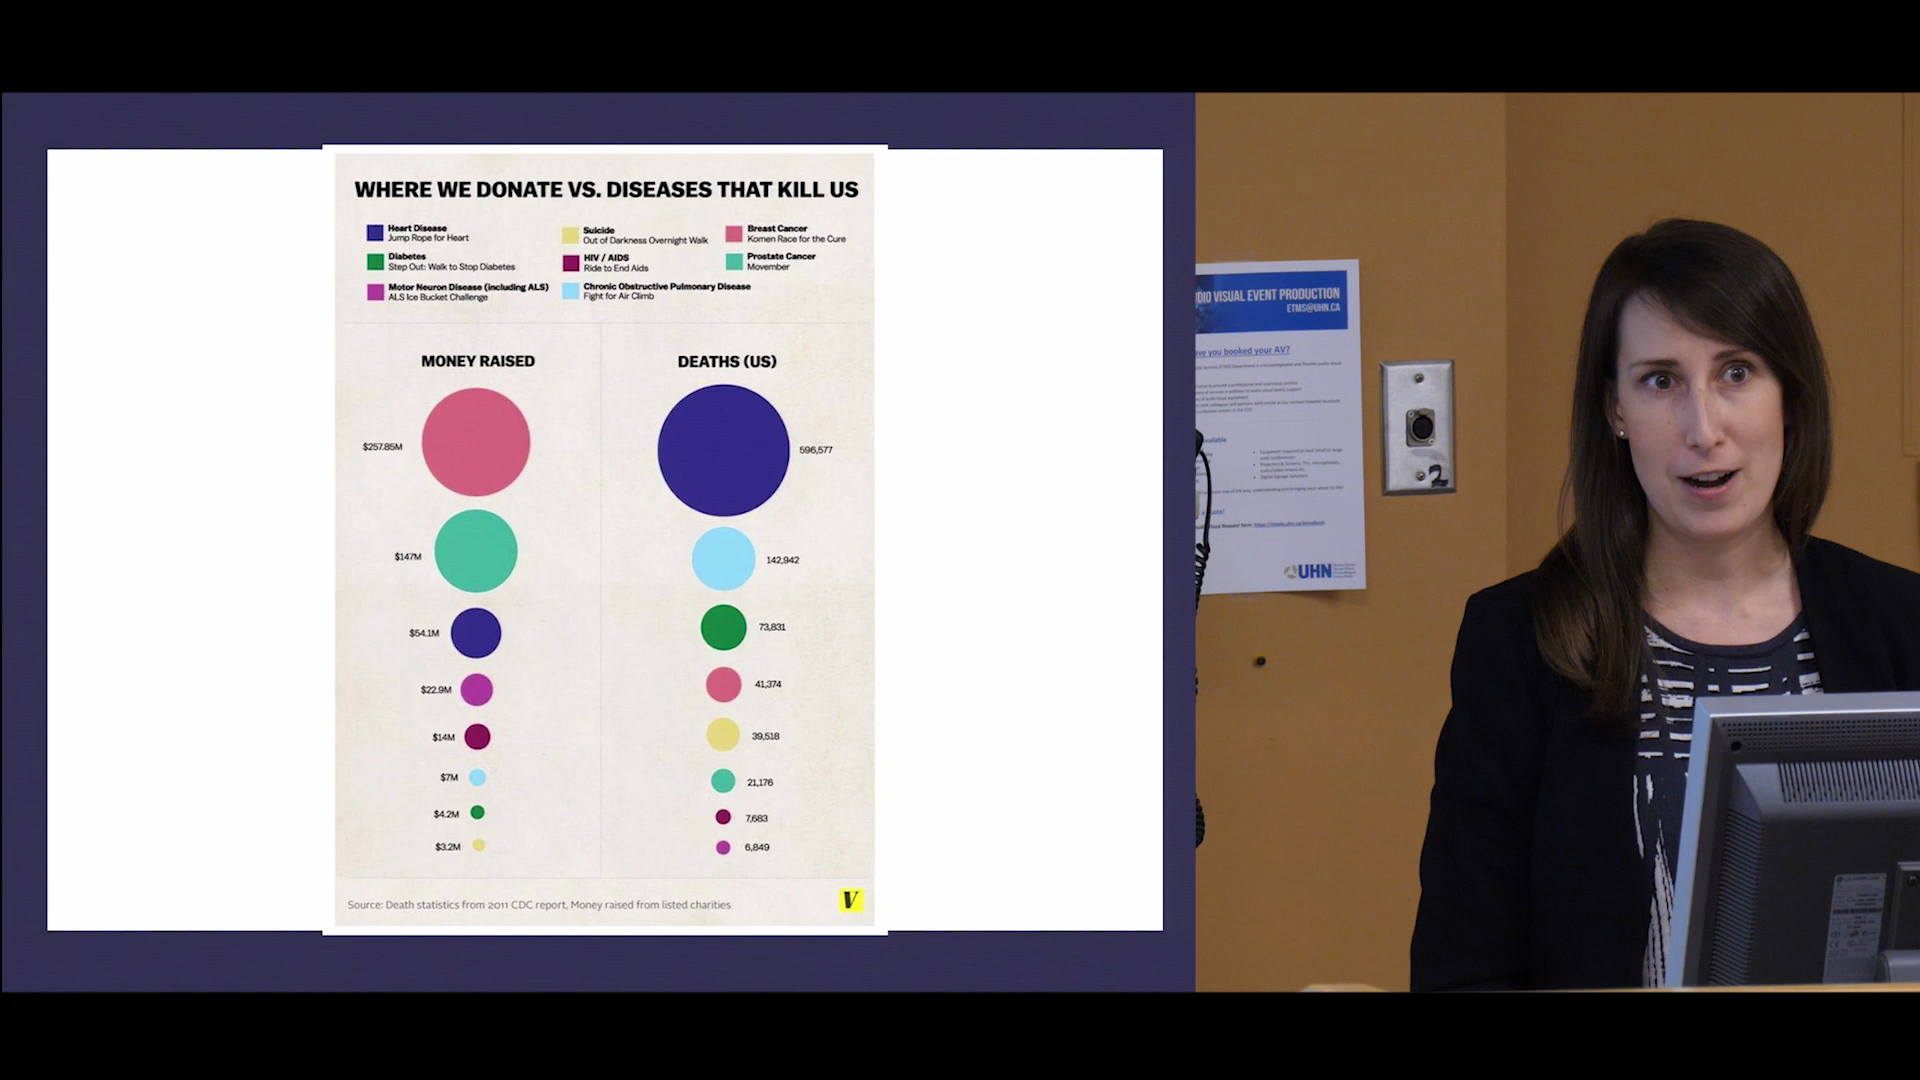 WHERE WE DONATE VS. DISEASES THAT KILL US
Heart Disease
Jump Rope for Heart
Suicide
Out of Darkness Overnight Walk
Breast Cancer
Komen Race for the Cure
Diabetes
Step Out: Walk to Stop Diabetes
HIV / AIDS
Ride to End Aids
Prostate Cancer
Movember
Motor Neuron Disease (including ALS)
ALS Ice Bucket Challenge
Chronic Obstructive Pulmonary Disease
Fight for Air Climb
MONEY RAISED
$257.85M
$147M
$54.1M
$22.9M
$14M
$7M
$4.2M
$3.2M
DEATHS (US)
596,577
142,942
73,831
41,374
39,518
21,176
7,683
6,849
Source: Death statistics from 2011 CDC report, Money raised from listed charities
V
DIO VISUAL EVENT PRODUCTION
ETMS@UHN.CA
ve you booked your AV?
UHN
2